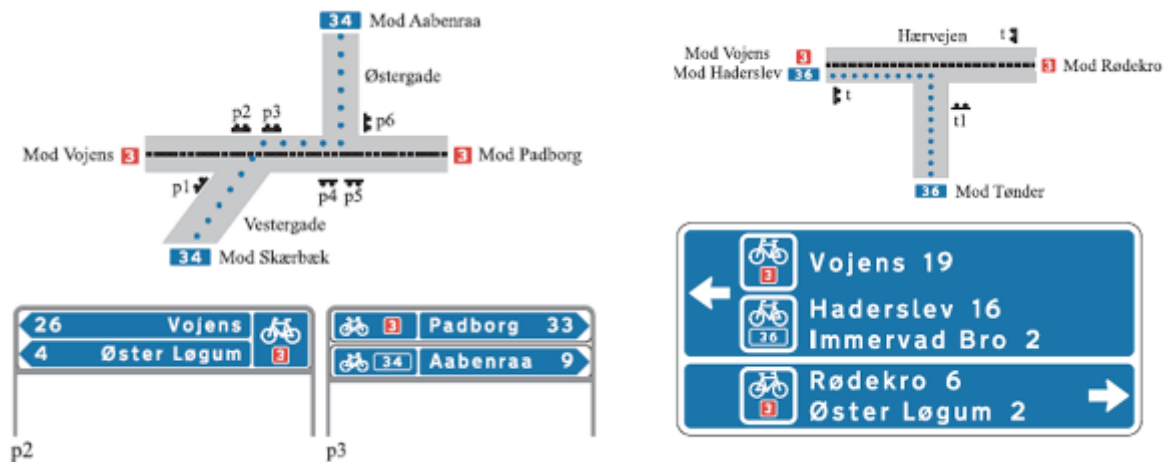 34 Mod Aabenraa
Østergade
p2 p3
p6
Mod Vojens 3
3 Mod Padborg
p1
p4 p5
Vestergade
34 Mod Skærbæk
26 Vojens
4 Øster Løgum
3
p2
3 Padborg 33
34 Aabenraa 9
p3
Hærvejen
t
Mod Vojens 3
Mod Haderslev 36
3 Mod Rødekro
t
t1
36 Mod Tønder
3
Vojens 19
36
Haderslev 16
Immervad Bro 2
3
Rødekro 6
Øster Løgum 2